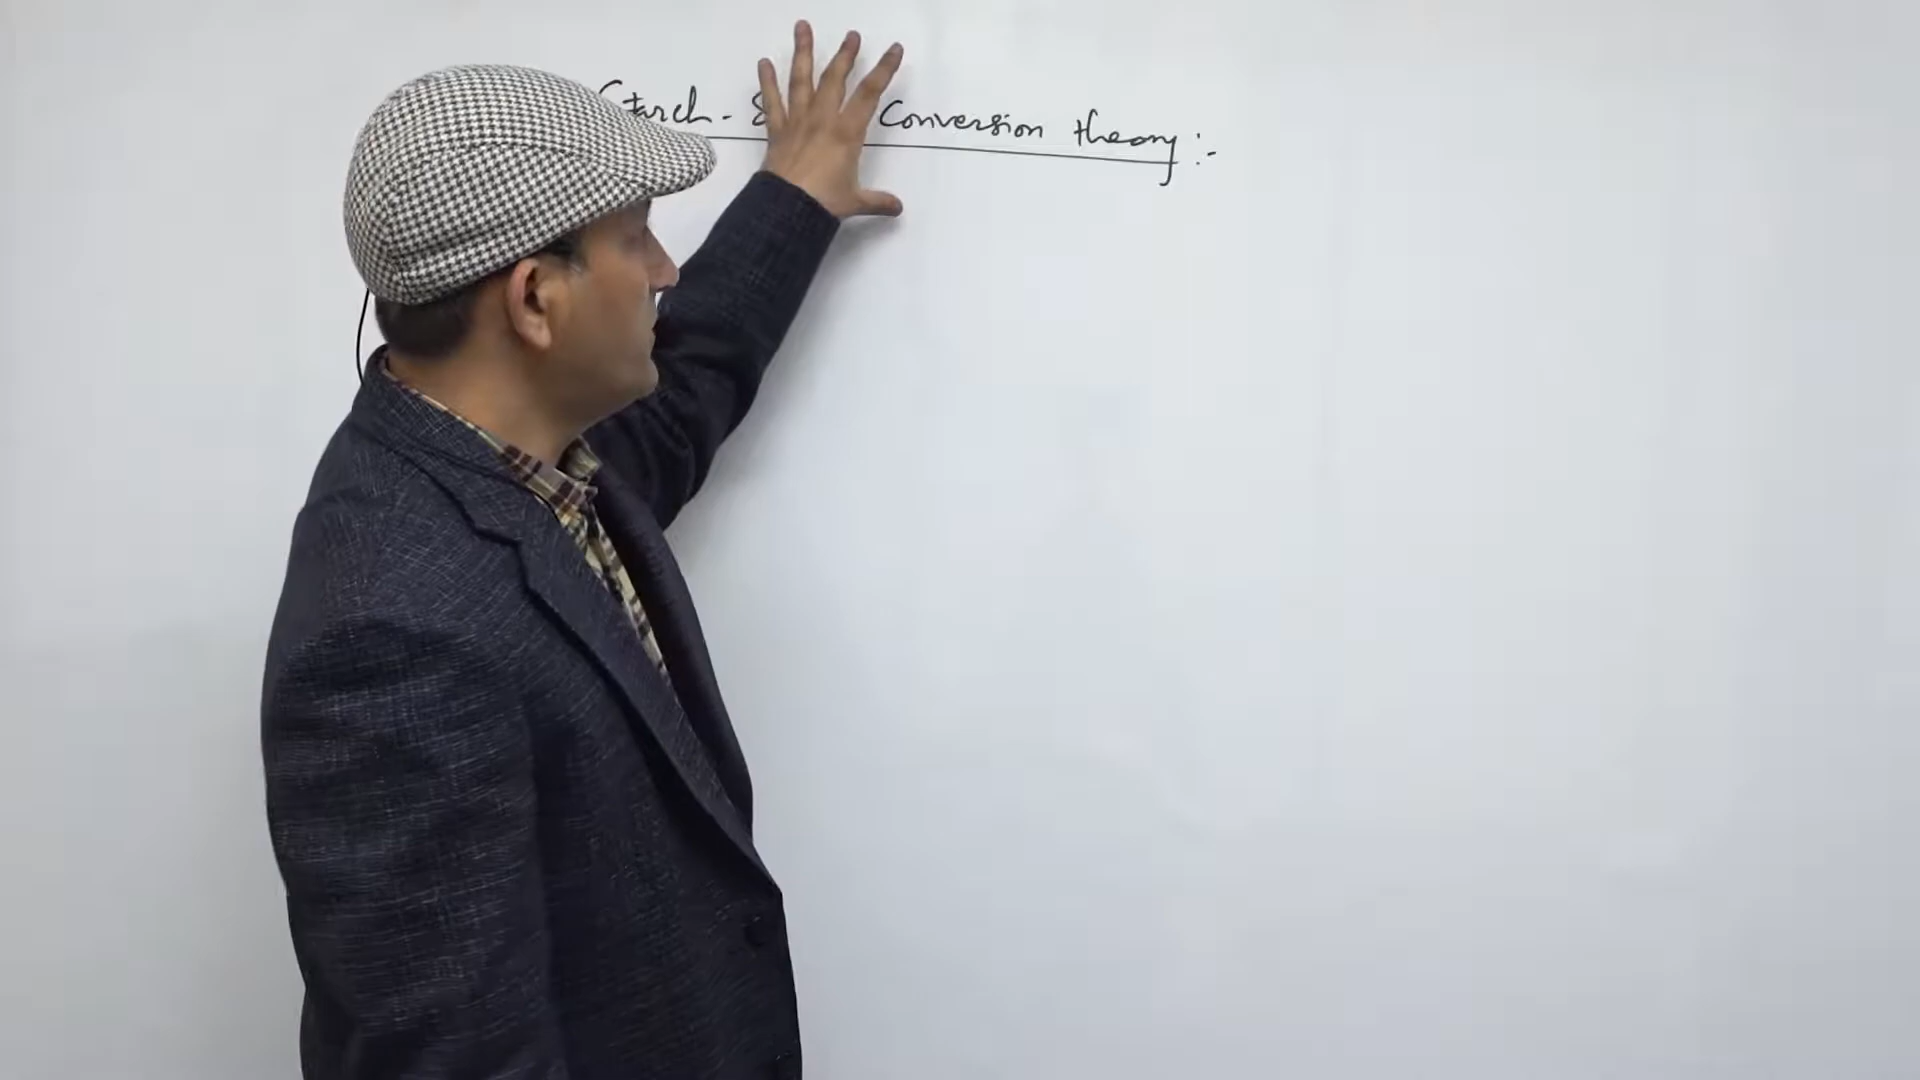 Starch - Conversion theory :-